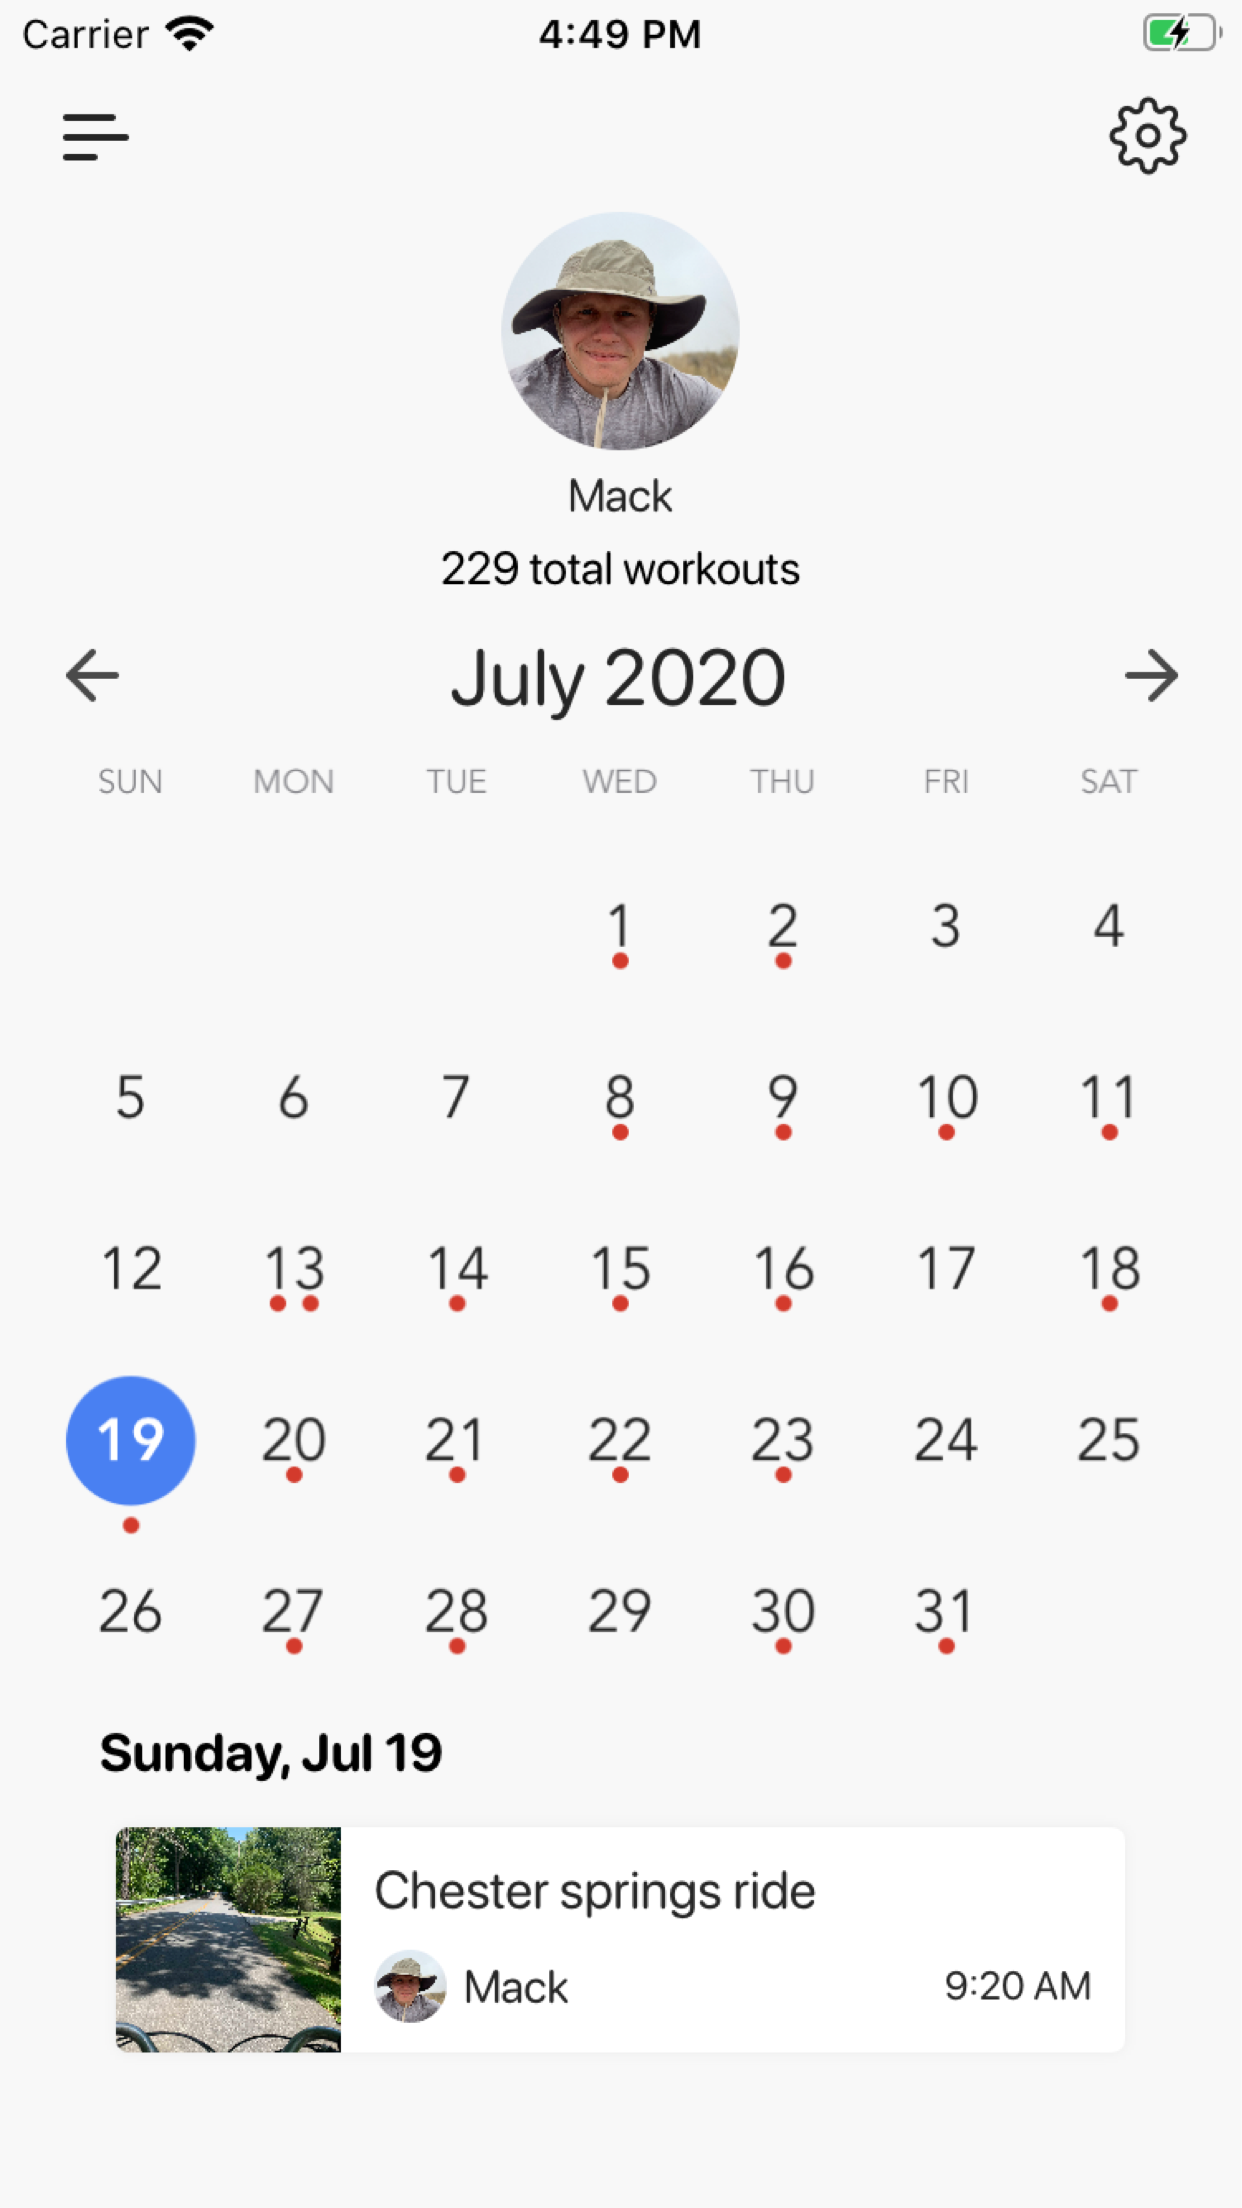 Carrier 4:49 PM
Mack
229 total workouts
July 2020
SUN MON TUE WED THU FRI SAT
1 2 3 4
5 6 7 8 9 10 11
12 13 14 15 16 17 18
19 20 21 22 23 24 25
26 27 28 29 30 31
Sunday, Jul 19
Chester springs ride
Mack 9:20 AM